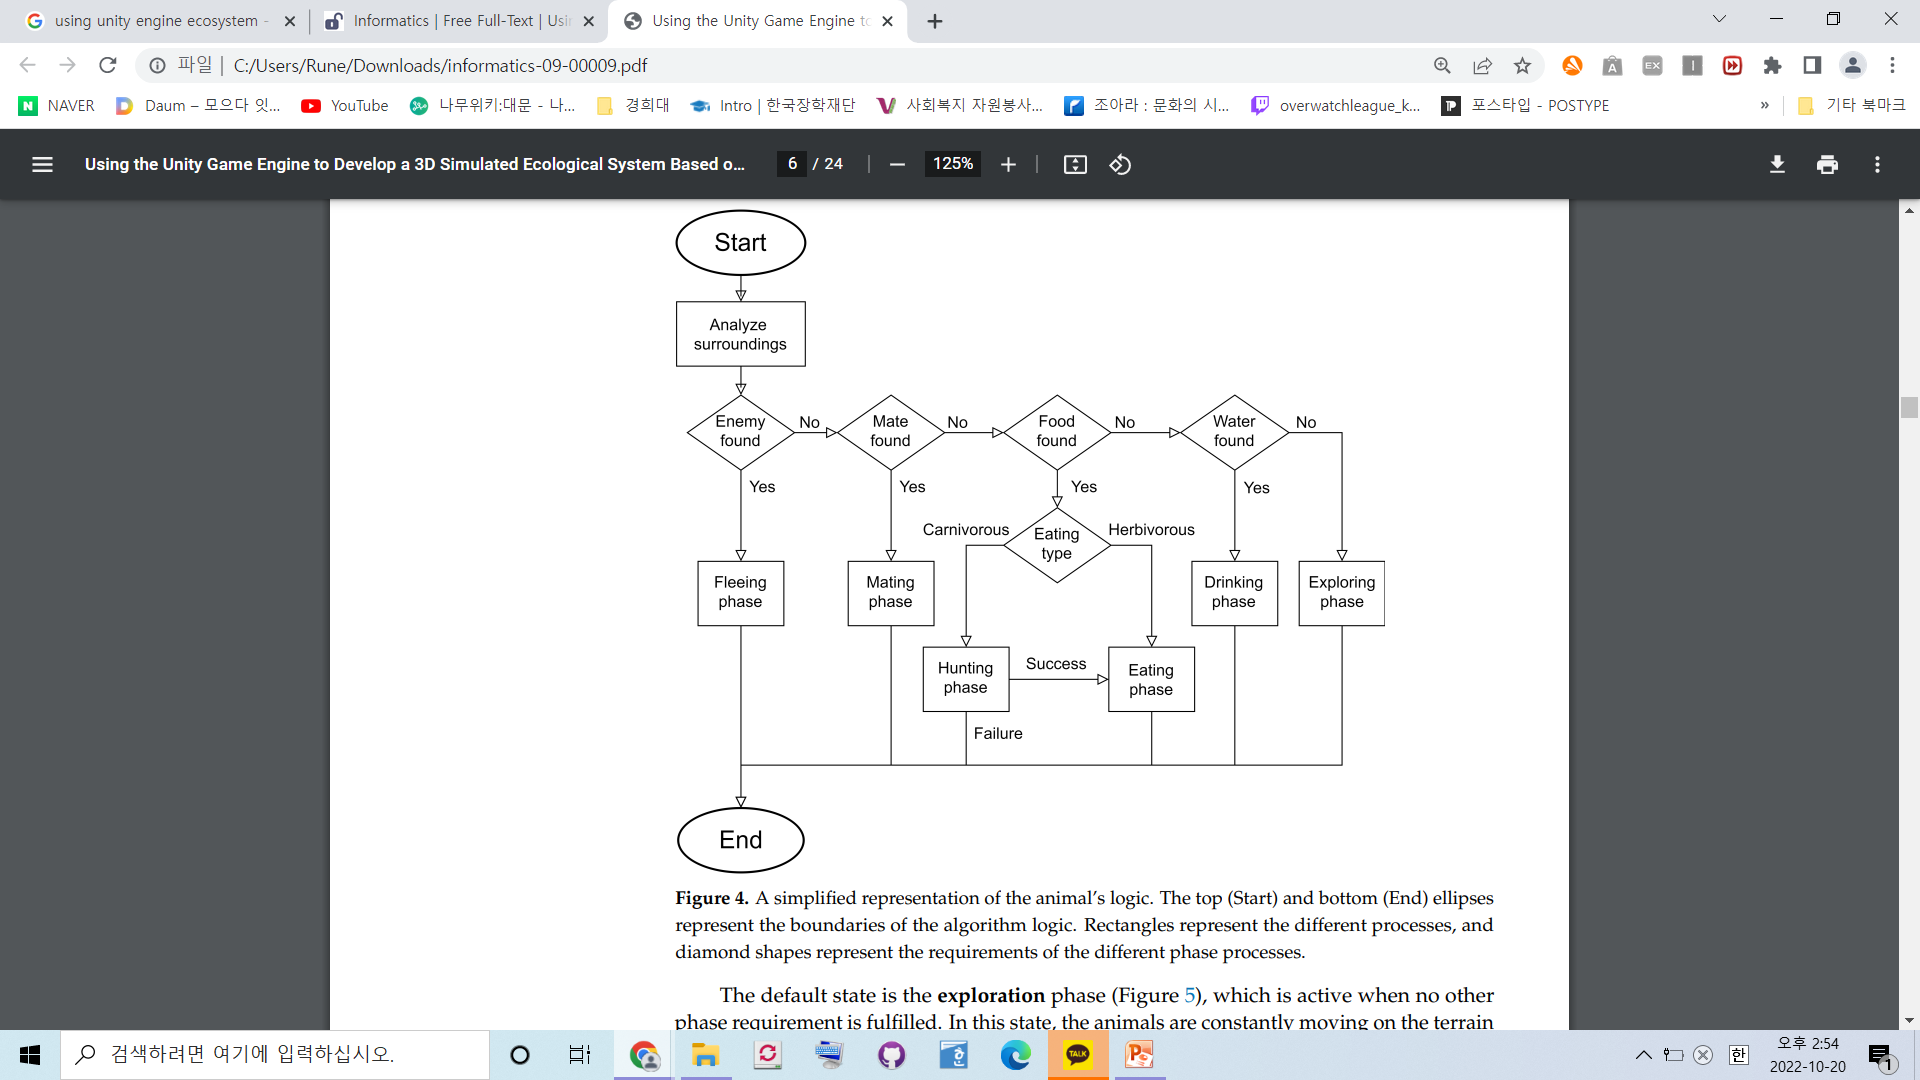 using unity engine ecosystem -
Informatics | Free Full-Text | Usi
Using the Unity Game Engine to
파일 | C:/Users/Rune/Downloads/informatics-09-00009.pdf
NAVER
Daum – 모으다 잇...
YouTube
나무위키:대문 - 나...
경희대
Intro | 한국장학재단
사회복지 자원봉사...
조아라 : 문화의 시...
overwatchleague_k...
포스타입 - POSTYPE
»
기타 북마크
Using the Unity Game Engine to Develop a 3D Simulated Ecological System Based o...
6 / 24
125%
Start
Analyze
surroundings
Enemy
found
No
Mate
found
No
Food
found
No
Water
found
No
Yes
Yes
Yes
Yes
Carnivorous
Eating
type
Herbivorous
Fleeing
phase
Mating
phase
Drinking
phase
Exploring
phase
Hunting
phase
Success
Eating
phase
Failure
End
Figure 4. A simplified representation of the animal's logic. The top (Start) and bottom (End) ellipses
represent the boundaries of the algorithm logic. Rectangles represent the different processes, and
diamond shapes represent the requirements of the different phase processes.
The default state is the exploration phase (Figure 5), which is active when no other
phase requirement is fulfilled. In this state, the animals are constantly moving on the terrain
검색하려면 여기에 입력하십시오.
TALK
한
오후 2:54
2022-10-20
1